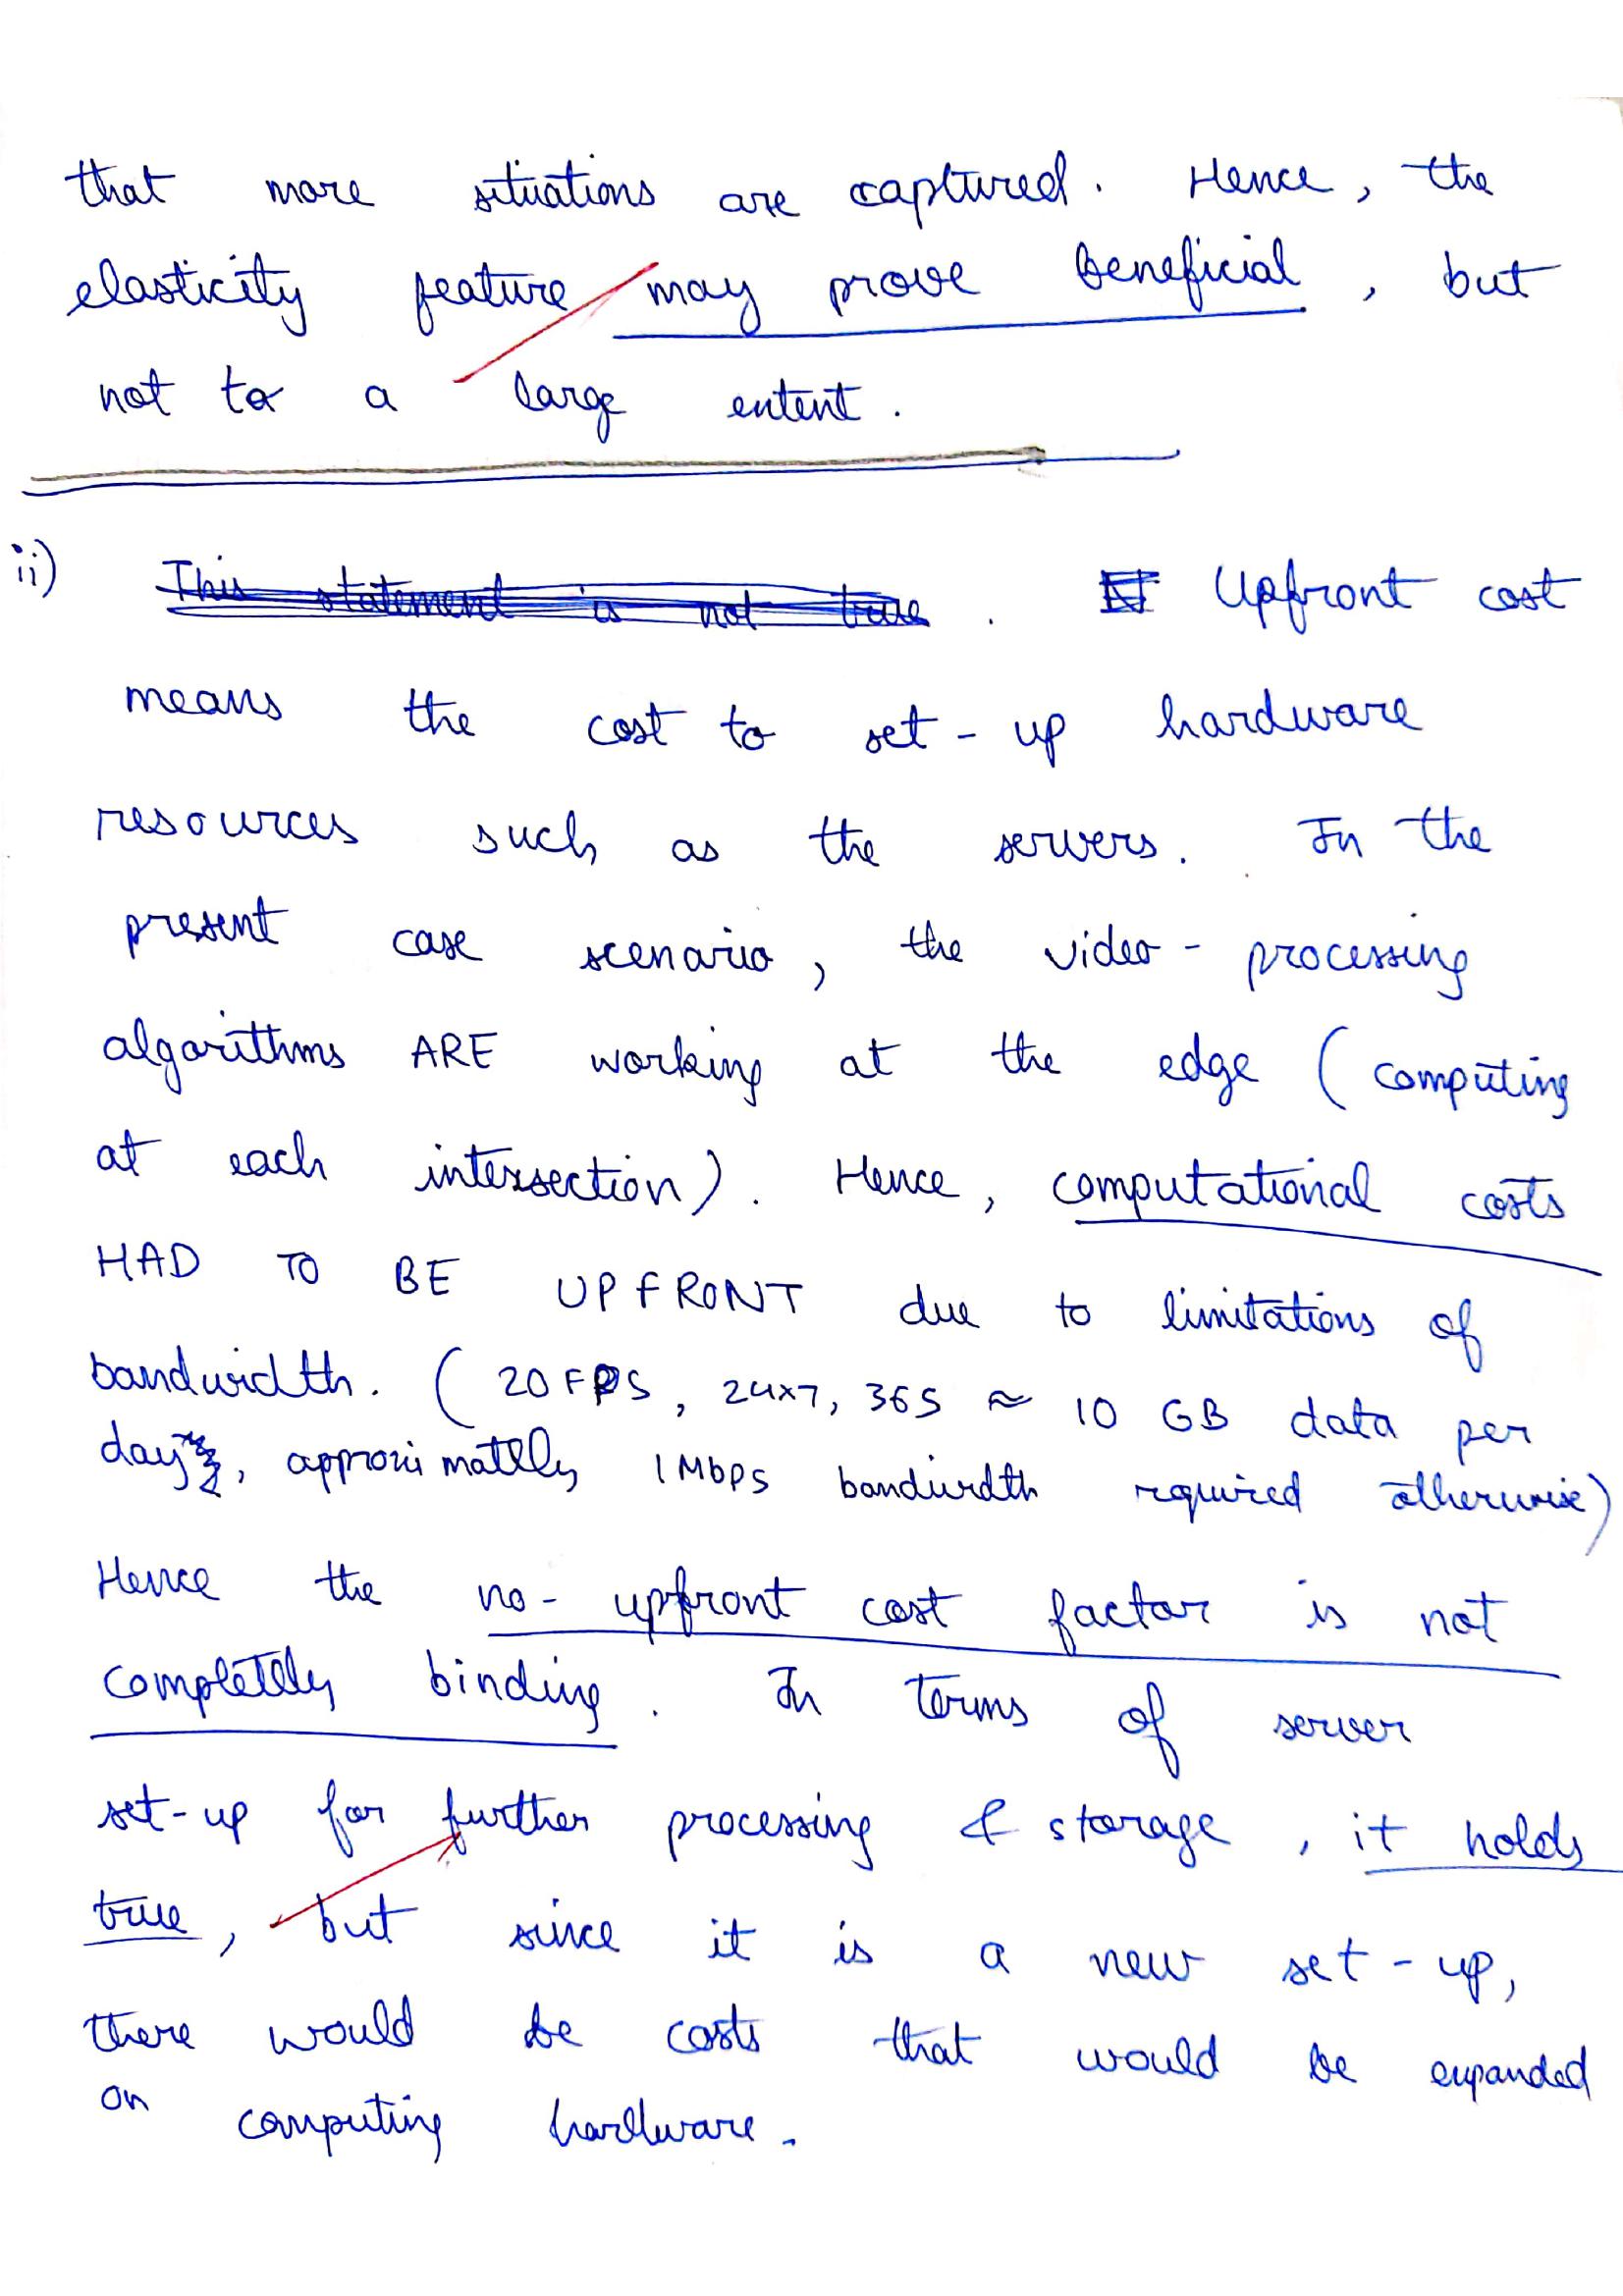 that more situations are captured. Hence, the
elasticity feature may prove beneficial, but
not to a large entent.
ii) This statement is not true. Upfront cost
means the cost to set-up hardware
resources such as the servers. In the
present case scenario, the video-processing
algorithms ARE working at the edge (computing
at each intersection). Hence, computational costs
HAD TO BE UPFRONT due to limitations of
bandwidth. (20 FPS, 24x7, 365 ≈ 10 GB data per
day, approximattely 1Mbps bandwidth required otherwise)
Hence the no-upfront cost factor is not
completely binding. In terms of server
set-up for further processing & storage, it holds
true, but since it is a new set-up,
there would be costs that would be expanded
on computing hardware.